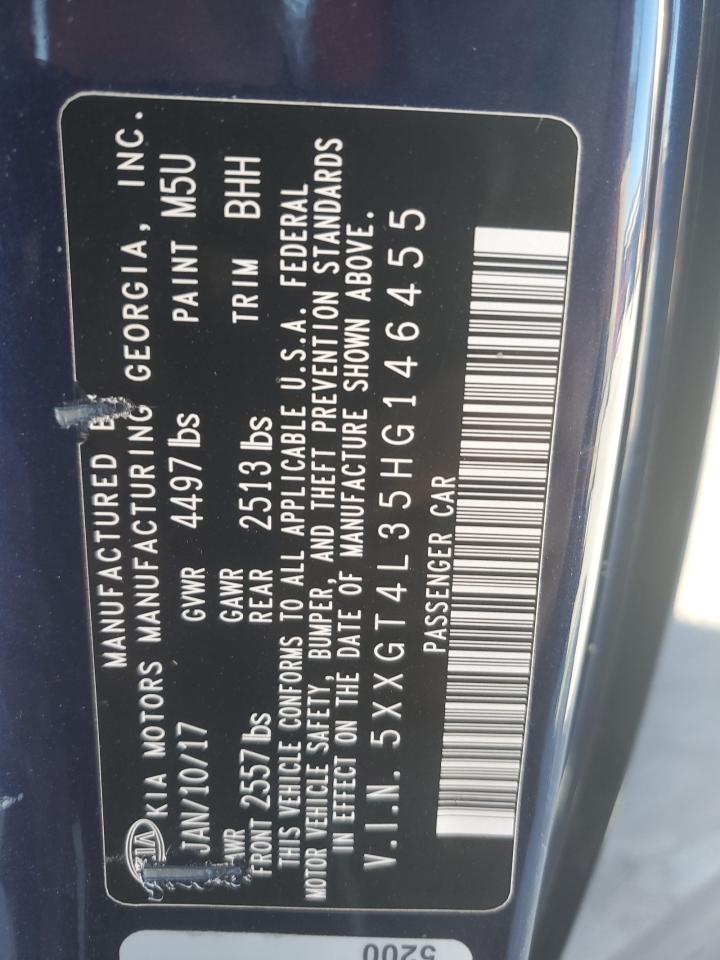 MANUFACTURED
KIA MOTORS MANUFACTURING GEORGIA, INC.
KIA
JAN/10/17 GVWR 4497 lbs PAINT M5U
GAWR
FRONT 2557 lbs REAR 2513 lbs TRIM BHH
THIS VEHICLE CONFORMS TO ALL APPLICABLE U.S.A. FEDERAL
MOTOR VEHICLE SAFETY, BUMPER, AND THEFT PREVENTION STANDARDS
IN EFFECT ON THE DATE OF MANUFACTURE SHOWN ABOVE.
V.I.N. 5XXGT4L35HG146455
PASSENGER CAR
5200